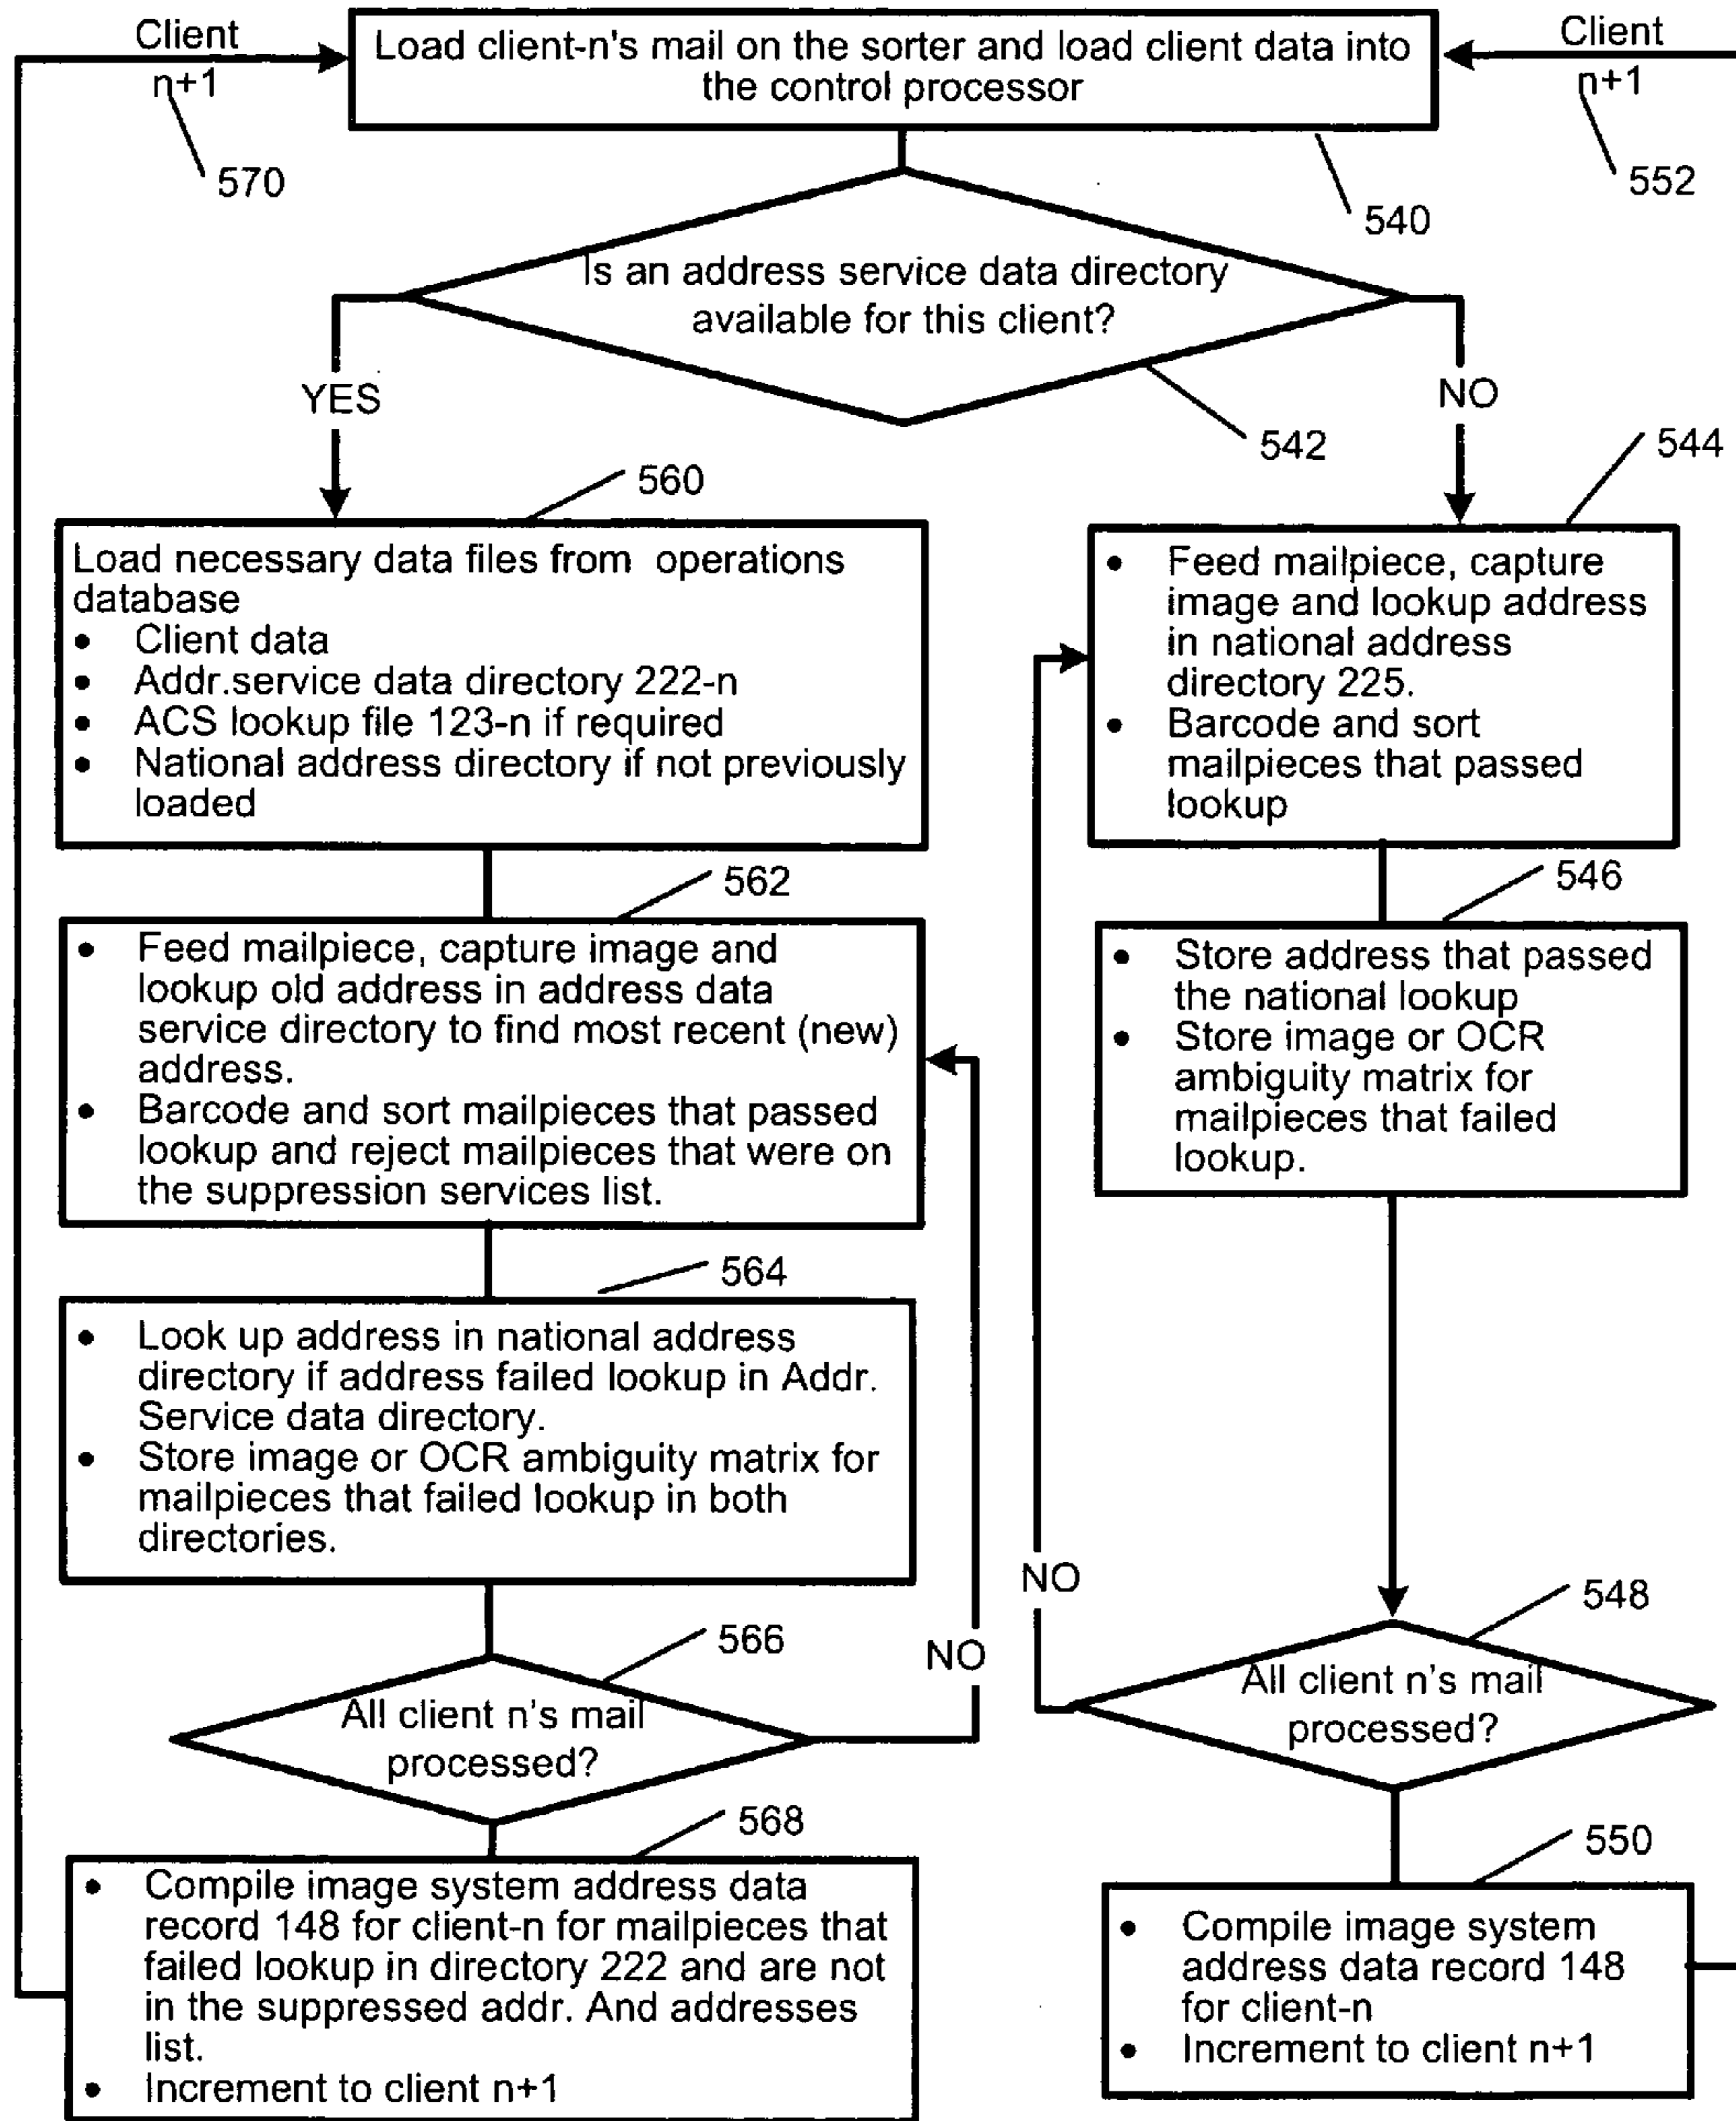 Client
n+1
570
Load client-n's mail on the sorter and load client data into
the control processor
Client
n+1
552
540
Is an address service data directory
available for this client?
542
YES
NO
560
Load necessary data files from operations
database
• Client data
• Addr.service data directory 222-n
• ACS lookup file 123-n if required
• National address directory if not previously
loaded
562
• Feed mailpiece, capture image and
lookup old address in address data
service directory to find most recent (new)
address.
• Barcode and sort mailpieces that passed
lookup and reject mailpieces that were on
the suppression services list.
564
• Look up address in national address
directory if address failed lookup in Addr.
Service data directory.
• Store image or OCR ambiguity matrix for
mailpieces that failed lookup in both
directories.
566
All client n's mail
processed?
NO
568
• Compile image system address data
record 148 for client-n for mailpieces that
failed lookup in directory 222 and are not
in the suppressed addr. And addresses
list.
• Increment to client n+1
544
• Feed mailpiece, capture
image and lookup address
in national address
directory 225.
• Barcode and sort
mailpieces that passed
lookup
546
• Store address that passed
the national lookup
• Store image or OCR
ambiguity matrix for
mailpieces that failed
lookup.
NO
548
All client n's mail
processed?
550
• Compile image system
address data record 148
for client-n
• Increment to client n+1